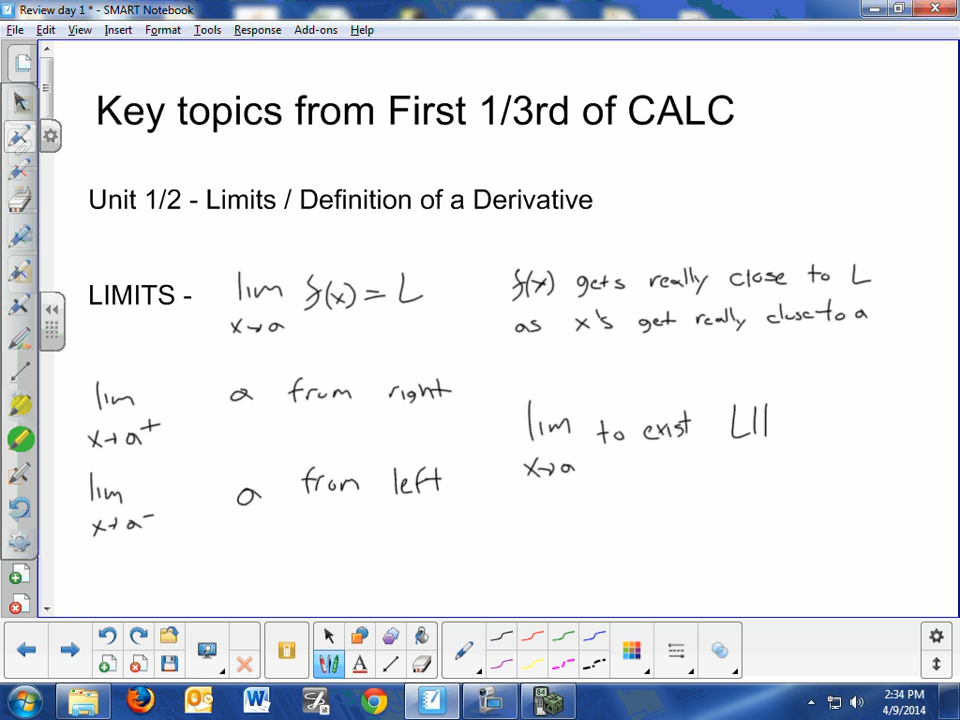 Review day 1 * - SMART Notebook
File Edit View Insert Format Tools Response Add-ons Help
Key topics from First 1/3rd of CALC
Unit 1/2 - Limits / Definition of a Derivative
LIMITS - lim f(x) = L
x→a
f(x) gets really close to L
as x's get really close to a
lim a from right
x→a⁺
lim a from left
x→a⁻
lim to exist
x→a
2:34 PM
4/9/2014